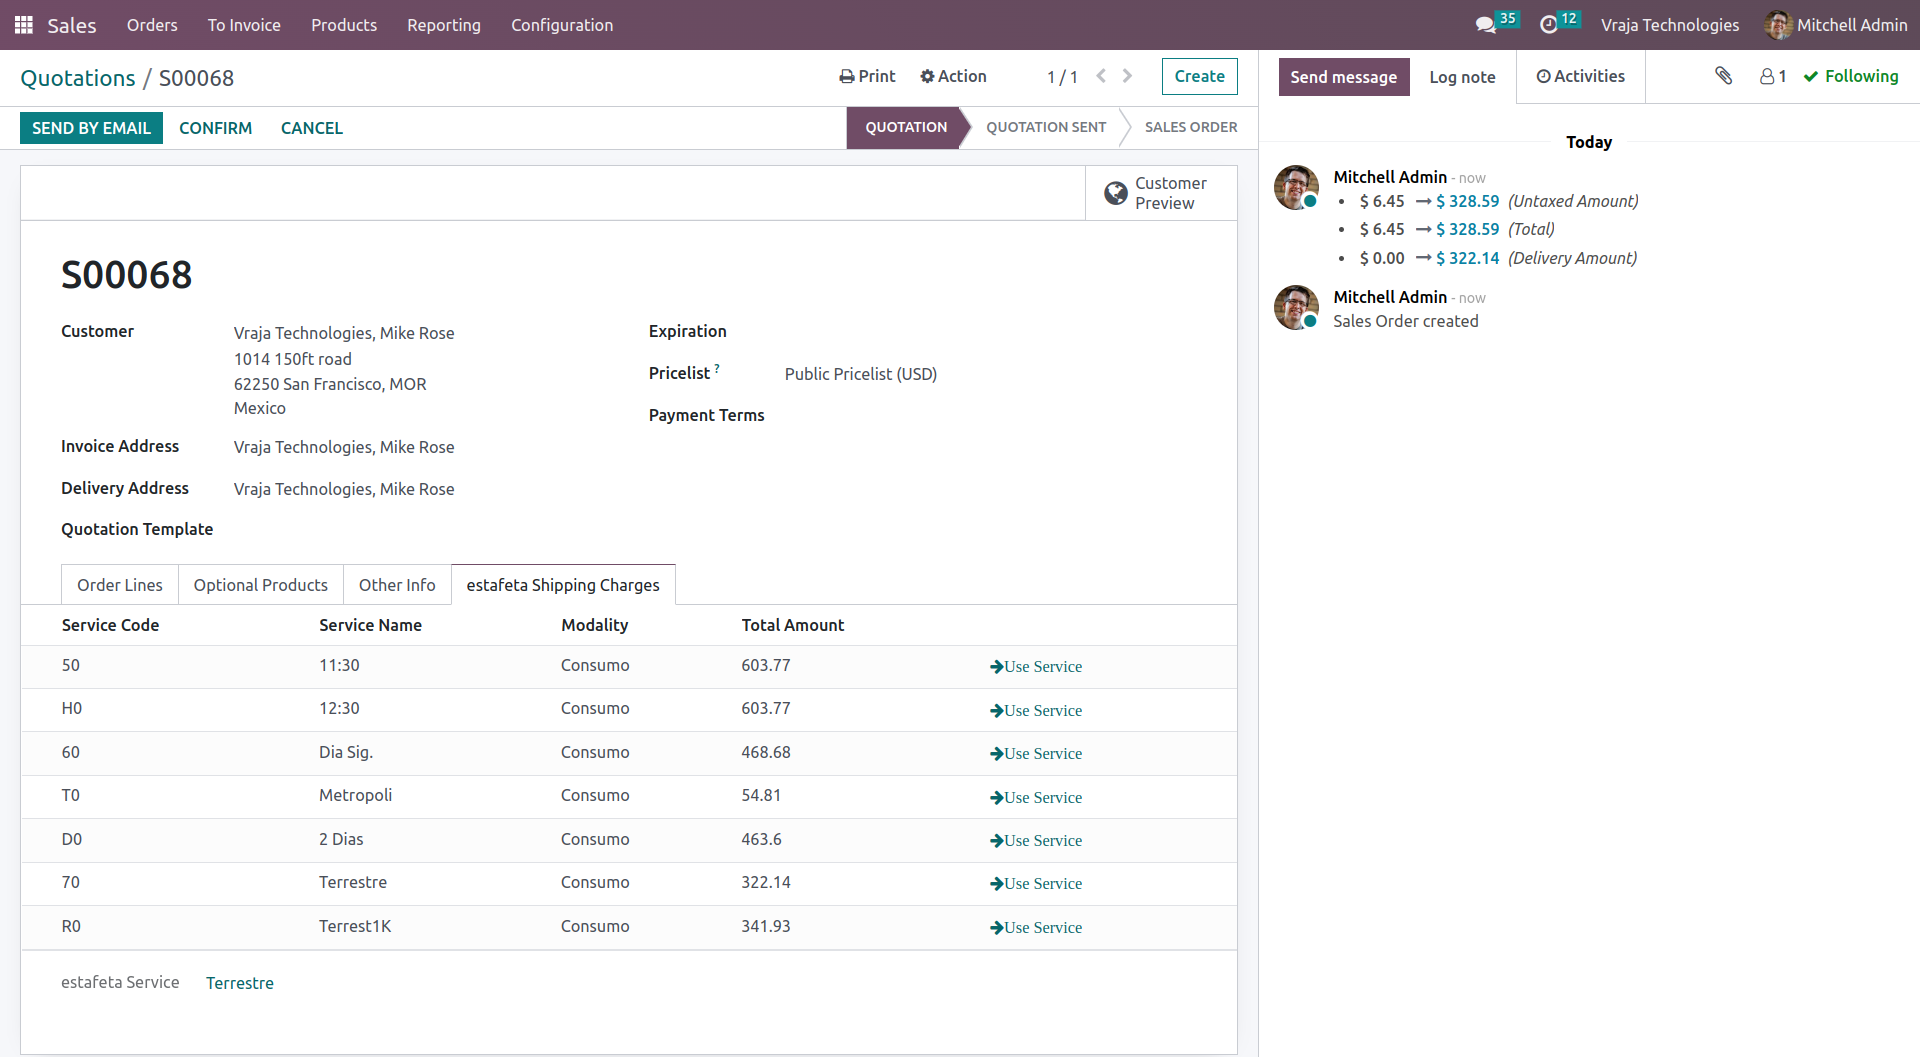 Sales Orders To Invoice Products Reporting Configuration 35 12 Vraja Technologies Mitchell Admin
Quotations / S00068 Print Action 1 / 1 Create
SEND BY EMAIL CONFIRM CANCEL QUOTATION QUOTATION SENT SALES ORDER
Customer
Preview
S00068
Customer Vraja Technologies, Mike Rose
1014 150ft road
62250 San Francisco, MOR
Mexico
Invoice Address Vraja Technologies, Mike Rose
Delivery Address Vraja Technologies, Mike Rose
Quotation Template
Expiration
Pricelist ? Public Pricelist (USD)
Payment Terms
Order Lines Optional Products Other Info estafeta Shipping Charges
Service Code Service Name Modality Total Amount
50 11:30 Consumo 603.77 Use Service
H0 12:30 Consumo 603.77 Use Service
60 Dia Sig. Consumo 468.68 Use Service
T0 Metropoli Consumo 54.81 Use Service
D0 2 Dias Consumo 463.6 Use Service
70 Terrestre Consumo 322.14 Use Service
R0 Terrest1K Consumo 341.93 Use Service
estafeta Service Terrestre
Send message Log note Activities 1 Following
Today
Mitchell Admin - now
• $ 6.45 → $ 328.59 (Untaxed Amount)
• $ 6.45 → $ 328.59 (Total)
• $ 0.00 → $ 322.14 (Delivery Amount)
Mitchell Admin - now
Sales Order created